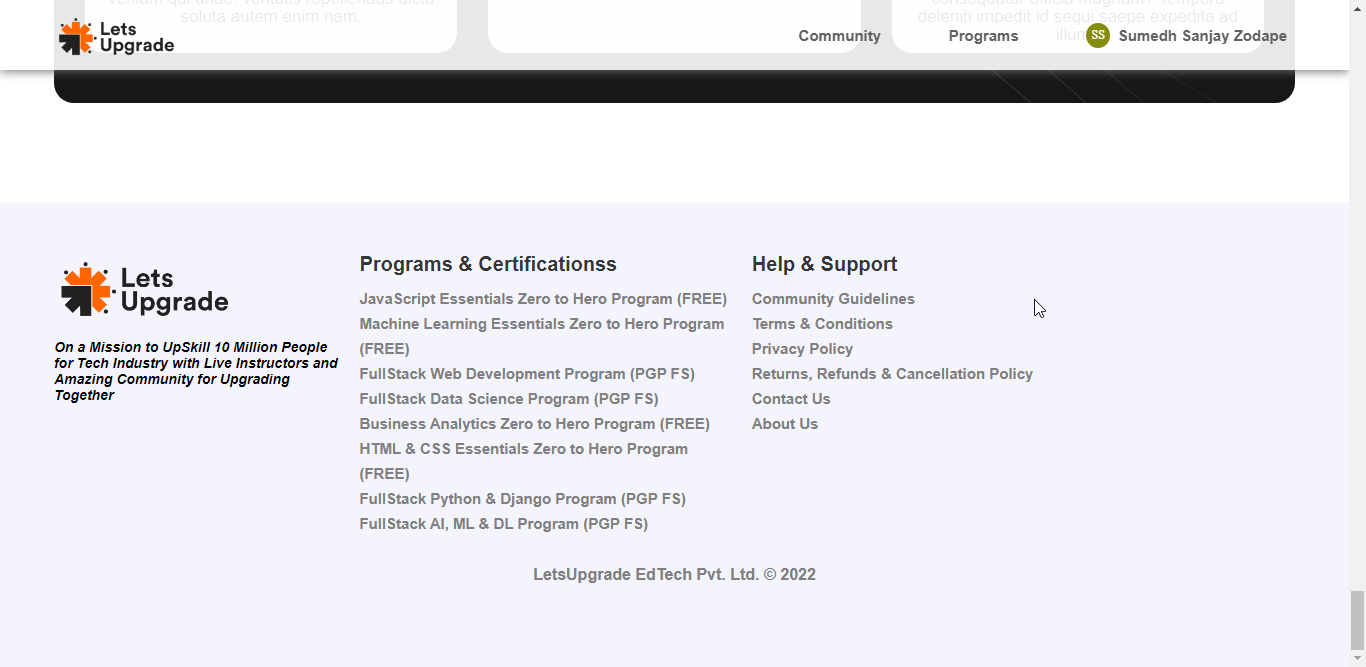 veniam qui unde, veritatis repellendus dicta
soluta autem enim nam.
Consequatur officia magnam? Tempora
deleniti impedit id sequi saepe expedita ad
illum
Lets
Upgrade
Community
Programs
SS
Sumedh Sanjay Zodape
Lets
Upgrade
On a Mission to UpSkill 10 Million People
for Tech Industry with Live Instructors and
Amazing Community for Upgrading
Together
Programs & Certificationss
JavaScript Essentials Zero to Hero Program (FREE)
Machine Learning Essentials Zero to Hero Program
(FREE)
FullStack Web Development Program (PGP FS)
FullStack Data Science Program (PGP FS)
Business Analytics Zero to Hero Program (FREE)
HTML & CSS Essentials Zero to Hero Program
(FREE)
FullStack Python & Django Program (PGP FS)
FullStack AI, ML & DL Program (PGP FS)
Help & Support
Community Guidelines
Terms & Conditions
Privacy Policy
Returns, Refunds & Cancellation Policy
Contact Us
About Us
LetsUpgrade EdTech Pvt. Ltd. © 2022